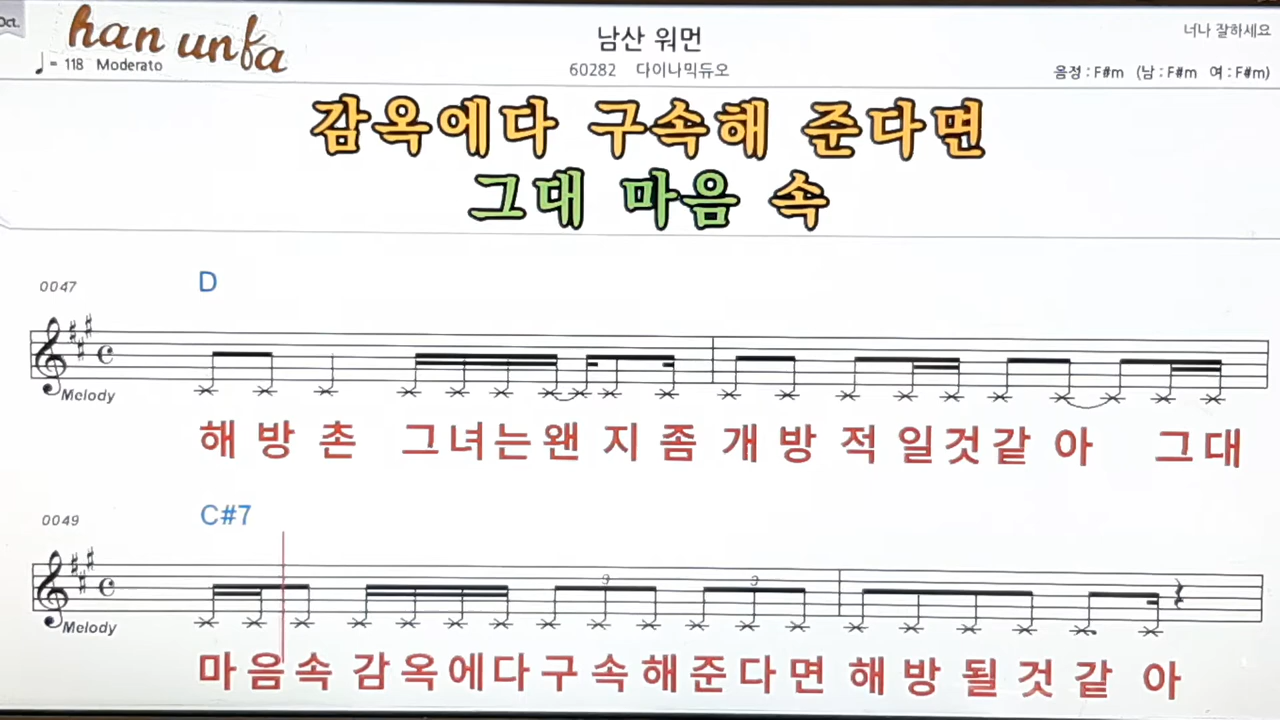 Oct.
han unfa
♩= 118 Moderato
남산 워먼
60282 다이나믹듀오
너나 잘하세요
음정 : F#m (남 : F#m 여 : F#m)
감옥에다 구속해 준다면
그대 마음 속
0047
D
Melody
해 방 촌 그 녀 는 왠 지 좀 개 방 적 일 것 같 아 그 대
0049
C#7
3 3
Melody
마 음 속 감 옥 에 다 구 속 해 준 다 면 해 방 될 것 같 아